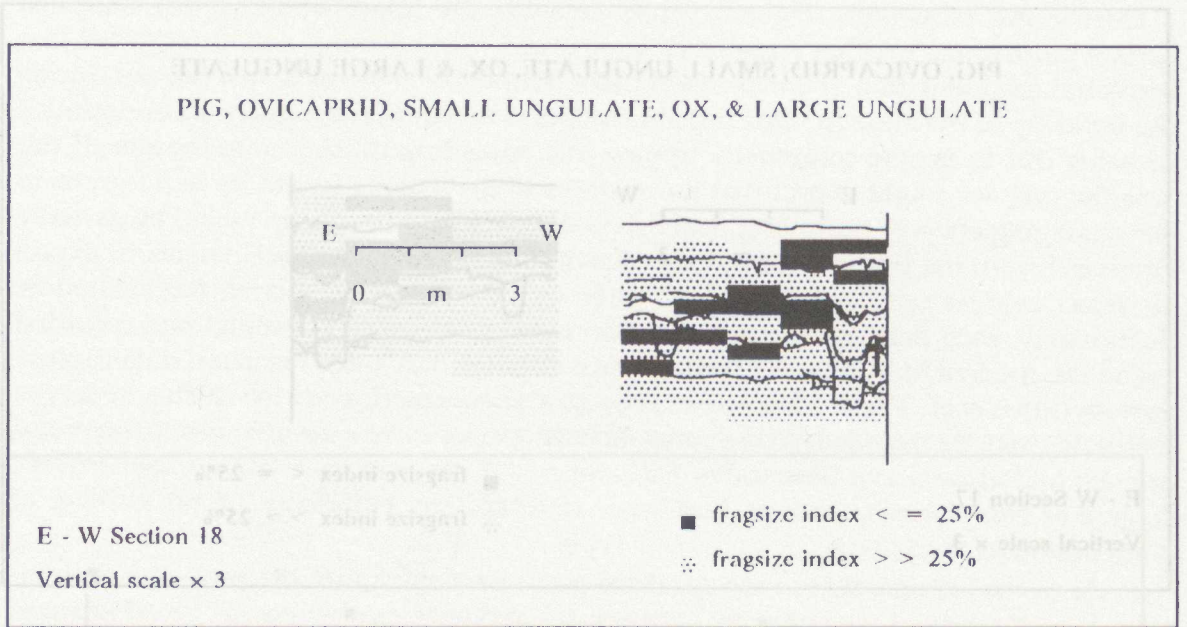 PIG, OVICAPRID, SMALL UNGULATE, OX, & LARGE UNGULATE
E W
0 m 3
fragsize index < = 25%
fragsize index > > 25%
E - W Section 18
Vertical scale × 3